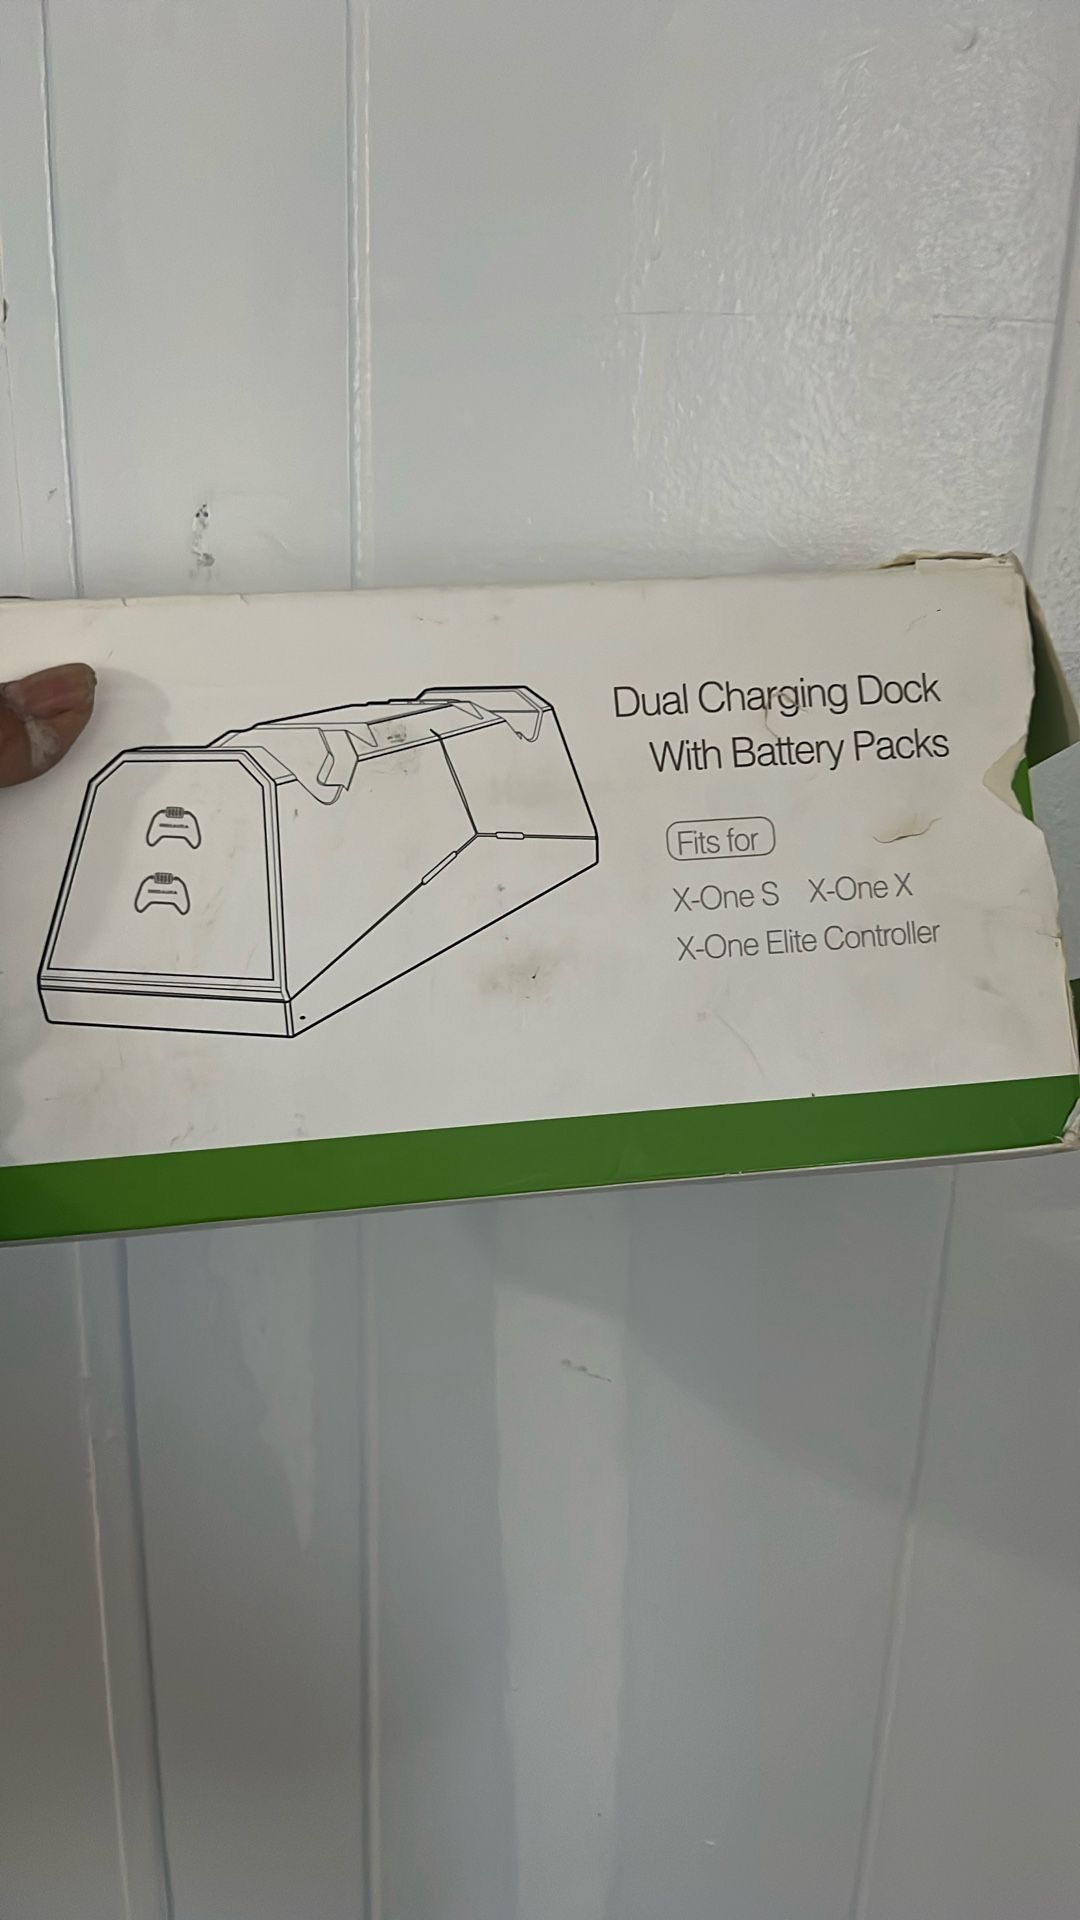 Dual Charging Dock
With Battery Packs
Fits for
X-One S X-One X
X-One Elite Controller